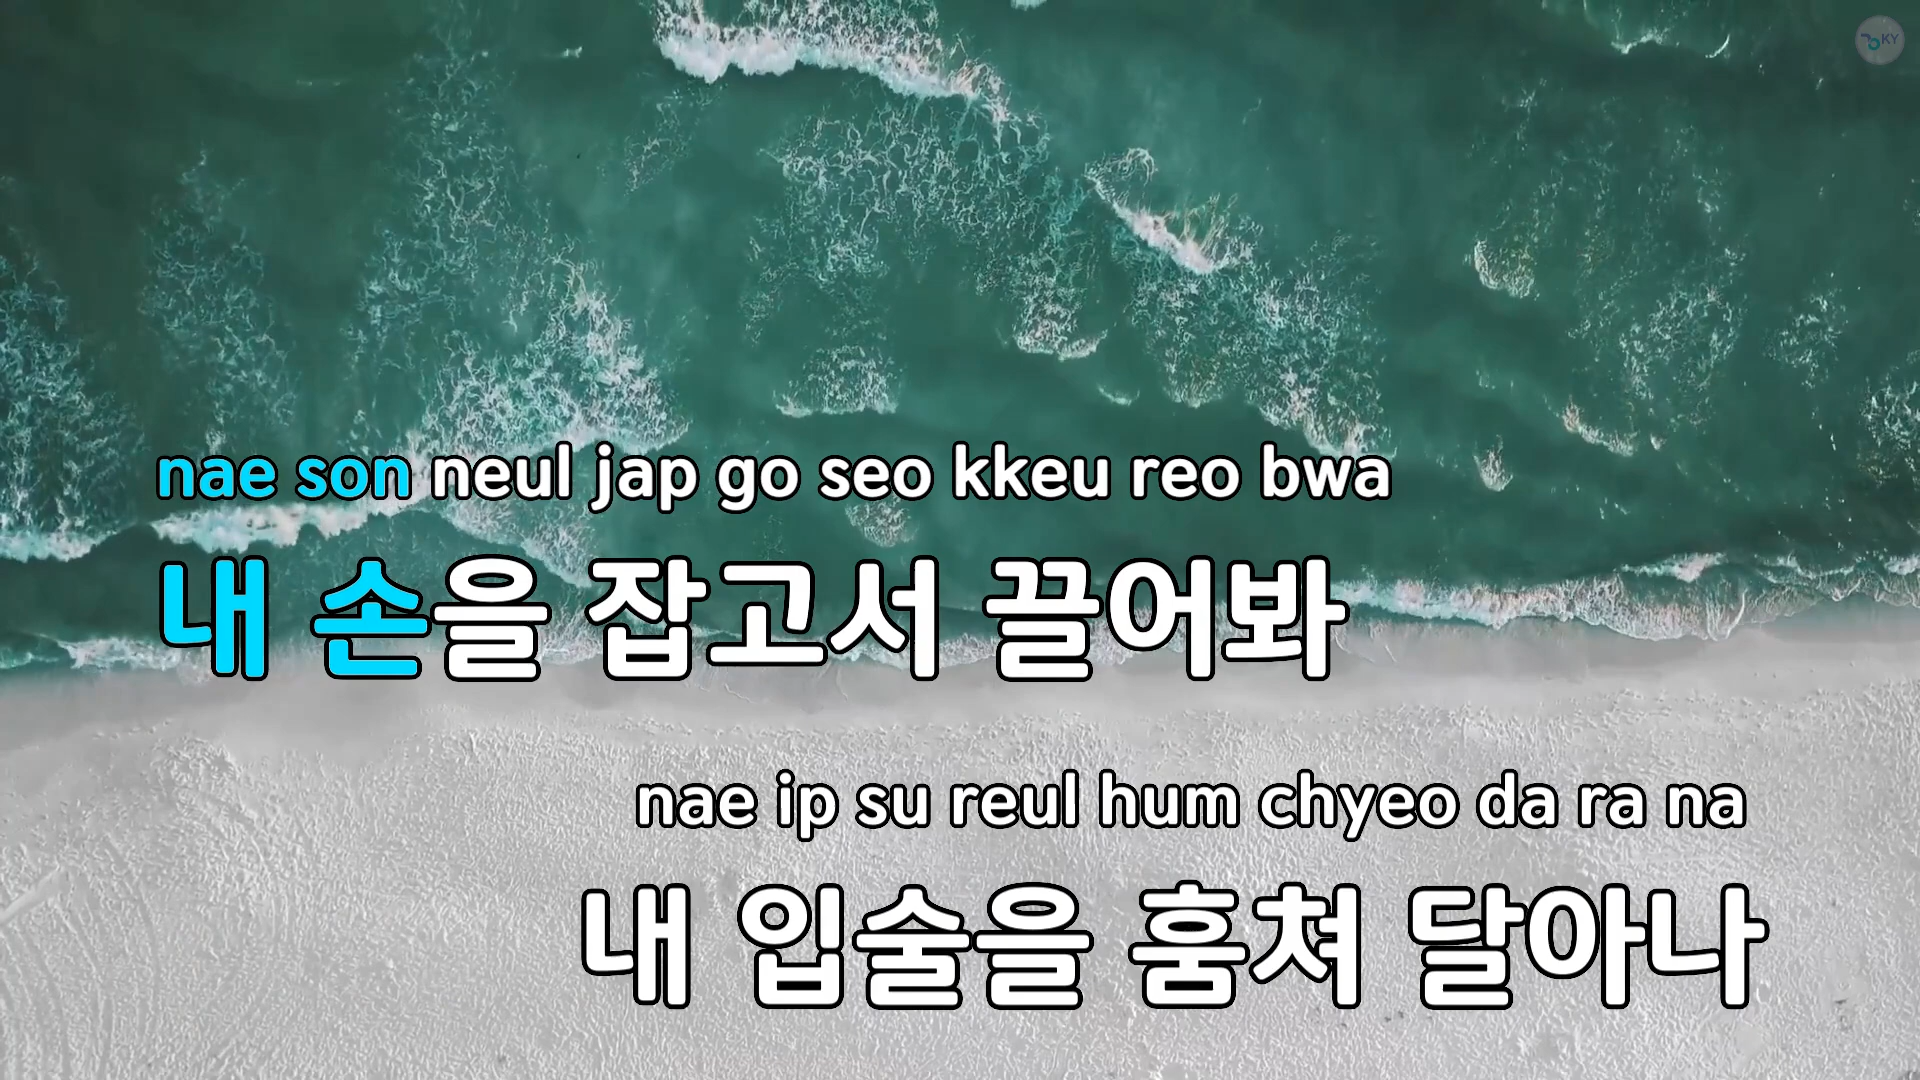 KY
nae son neul jap go seo kkeu reo bwa
내 손을 잡고서 끌어봐
nae ip su reul hum chyeo da ra na
내 입술을 훔쳐 달아나